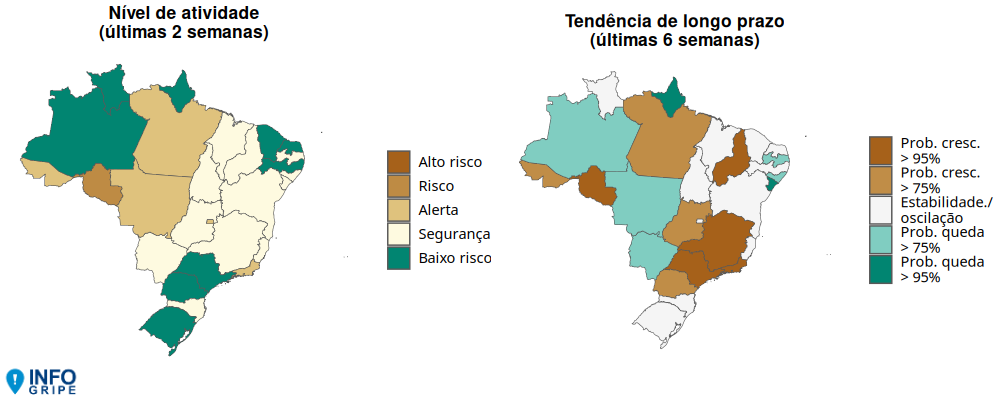 Nível de atividade
(últimas 2 semanas)
Alto risco
Risco
Alerta
Segurança
Baixo risco
Tendência de longo prazo
(últimas 6 semanas)
Prob. cresc.
> 95%
Prob. cresc.
> 75%
Estabilidade./
oscilação
Prob. queda
> 75%
Prob. queda
> 95%
INFO
GRIPE